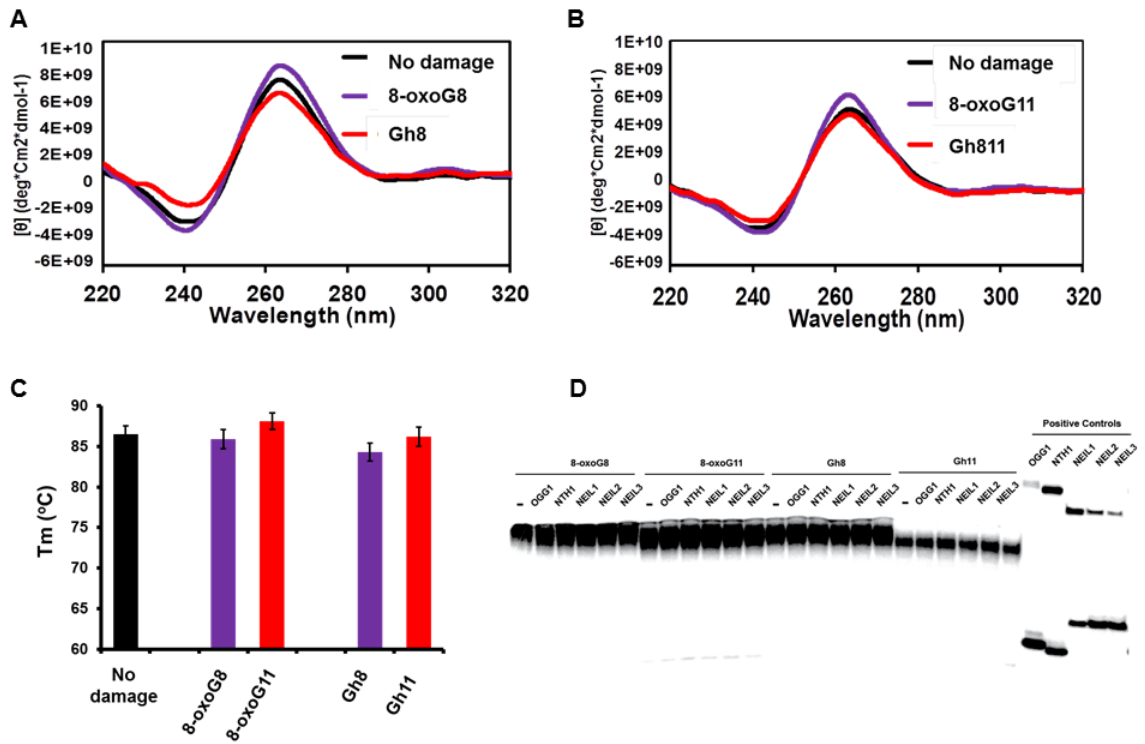 A
1E+10
8E+09
6E+09
4E+09
2E+09
0
-2E+09
-4E+09
-6E+09
[θ] (deg*Cm2*dmol-1)
No damage
8-oxoG8
Gh8
220 240 260 280 300 320
Wavelength (nm)
B
1E+10
8E+09
6E+09
4E+09
2E+09
0
-2E+09
-4E+09
-6E+09
[θ] (deg*Cm2*dmol-1)
No damage
8-oxoG11
Gh811
220 240 260 280 300 320
Wavelength (nm)
C
90
85
80
75
70
65
60
Tm (°C)
No
damage
8-oxoG8
8-oxoG11
Gh8
Gh11
D
Positive Controls
OGG1 NTH1 NEIL1 NEIL2 NEIL3
8-oxoG8 8-oxoG11 Gh8 Gh11
– OGG1 NTH1 NEIL1 NEIL2 NEIL3 – OGG1 NTH1 NEIL1 NEIL2 NEIL3 – OGG1 NTH1 NEIL1 NEIL2 NEIL3 – OGG1 NTH1 NEIL1 NEIL2 NEIL3